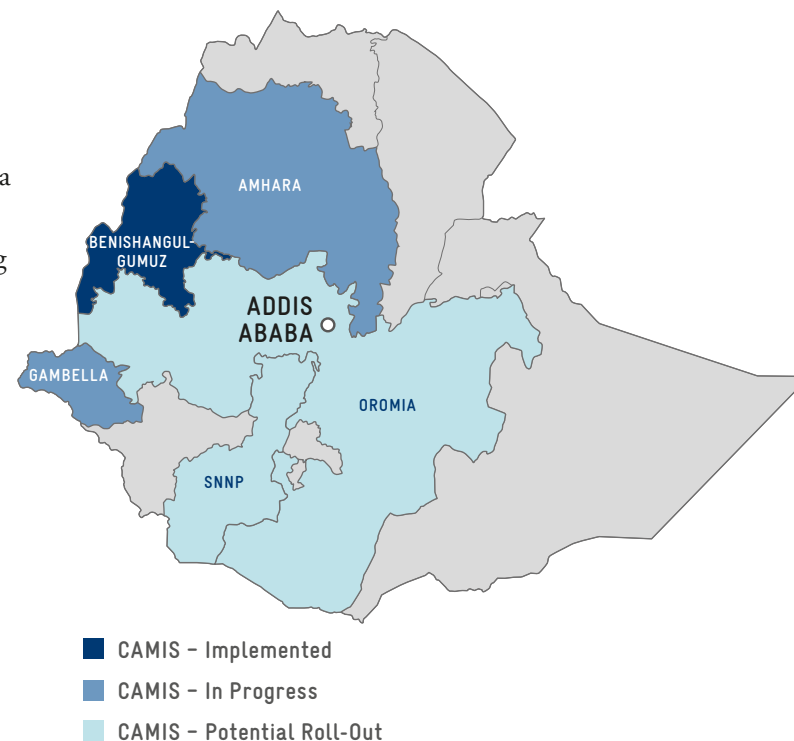 a
g
AMHARA
BENISHANGUL-
GUMUZ
ADDIS
ABABA
GAMBELLA
OROMIA
SNNP
CAMIS – Implemented
CAMIS – In Progress
CAMIS – Potential Roll-Out